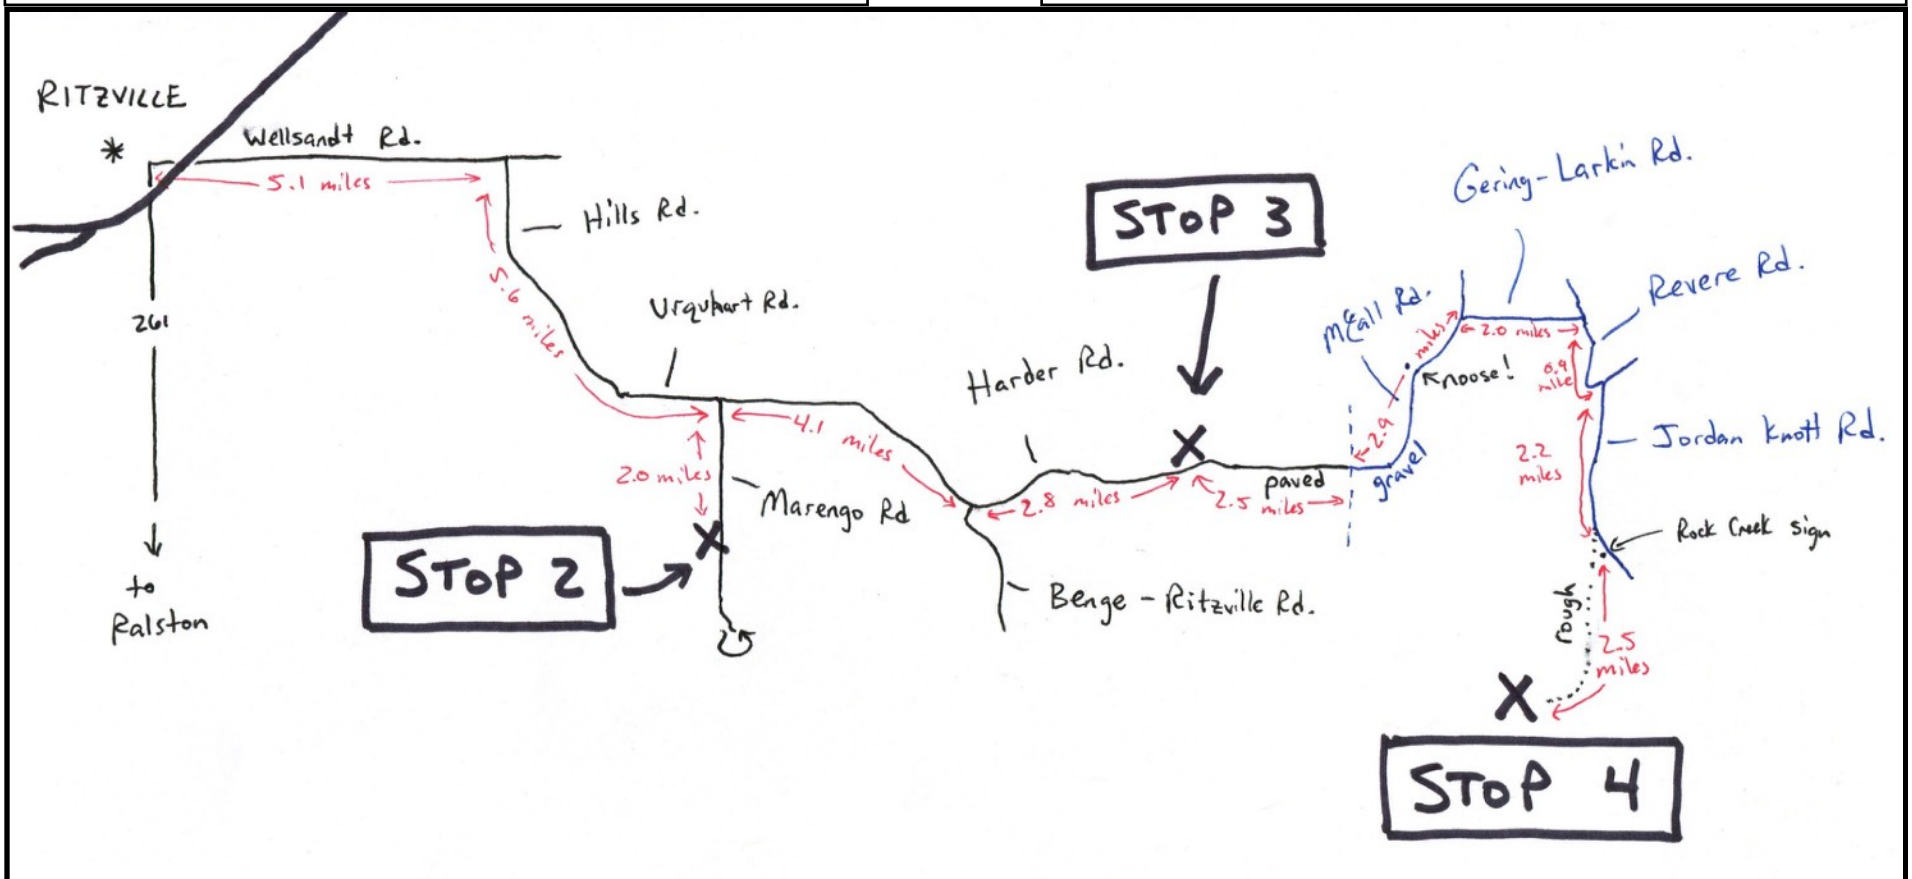 RITZVILLE
*
Wellsandt Rd.
5.1 miles
Hills Rd.
5.6 miles
261
to
Ralston
Urquhart Rd.
4.1 miles
2.0 miles
Marengo Rd
STOP 2
X
Harder Rd.
2.8 miles
Benge - Ritzville Rd.
STOP 3
X
2.5 miles
paved
gravel
McCall Rd.
2.9 miles
noose!
Gering-Larkin Rd.
2.0 miles
Revere Rd.
0.9
mile
Jordan Knott Rd.
2.2
miles
Rock Creek sign
rough
2.5
miles
X
STOP 4